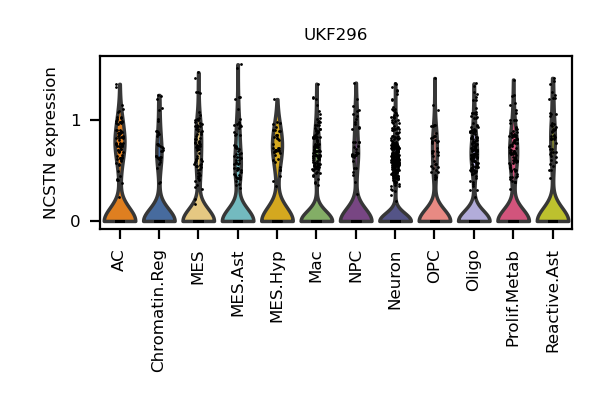 UKF296
NCSTN expression
1
0
AC
Chromatin.Reg
MES
MES.Ast
MES.Hyp
Mac
NPC
Neuron
OPC
Oligo
Prolif.Metab
Reactive.Ast